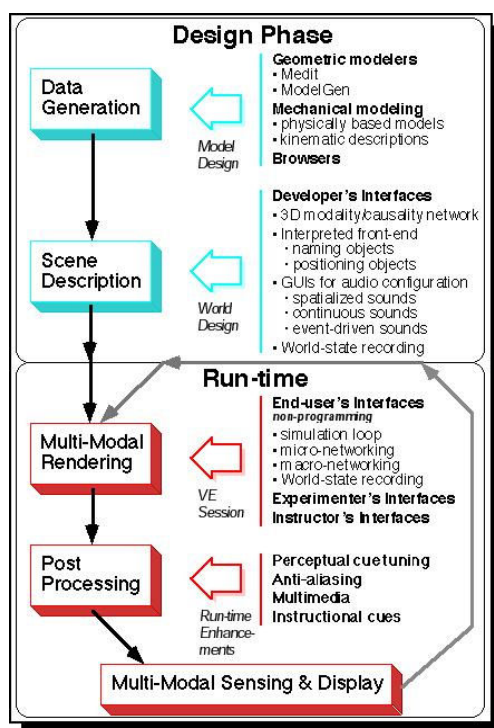 Design Phase
Data
Generation
Model
Design
Geometric modelers
• Medit
• ModelGen
Mechanical modeling
• physically based models
• kinematic descriptions
Browsers
Scene
Description
World
Design
Developer's Interfaces
• 3D modality/causality network
• Interpreted front-end
• naming objects
• positioning objects
• GUIs for audio configuration
• spatialized sounds
• continuous sounds
• event-driven sounds
• World-state recording
Run-time
Multi-Modal
Rendering
VE
Session
End-user's Interfaces
non-programming
• simulation loop
• micro-networking
• macro-networking
• World-state recording
Experimenter's Interfaces
Instructor's Interfaces
Post
Processing
Run-time
Enhance-
ments
Perceptual cue tuning
Anti-aliasing
Multimedia
Instructional cues
Multi-Modal Sensing & Display